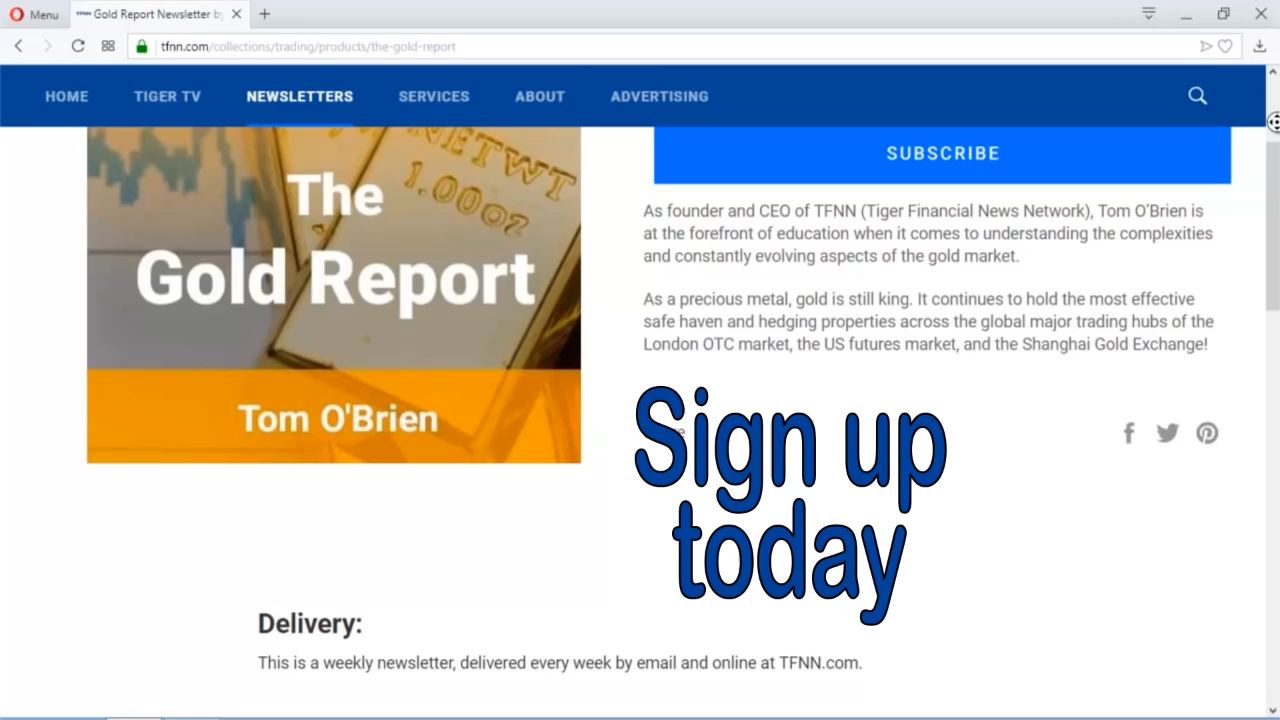 Menu
TFNN Gold Report Newsletter by
tfnn.com/collections/trading/products/the-gold-report
HOME
TIGER TV
NEWSLETTERS
SERVICES
ABOUT
ADVERTISING
NETWT
1.00oz
The
Gold Report
Tom O'Brien
SUBSCRIBE
As founder and CEO of TFNN (Tiger Financial News Network), Tom O'Brien is
at the forefront of education when it comes to understanding the complexities
and constantly evolving aspects of the gold market.
As a precious metal, gold is still king. It continues to hold the most effective
safe haven and hedging properties across the global major trading hubs of the
London OTC market, the US futures market, and the Shanghai Gold Exchange!
Sign up
today
Delivery:
This is a weekly newsletter, delivered every week by email and online at TFNN.com.